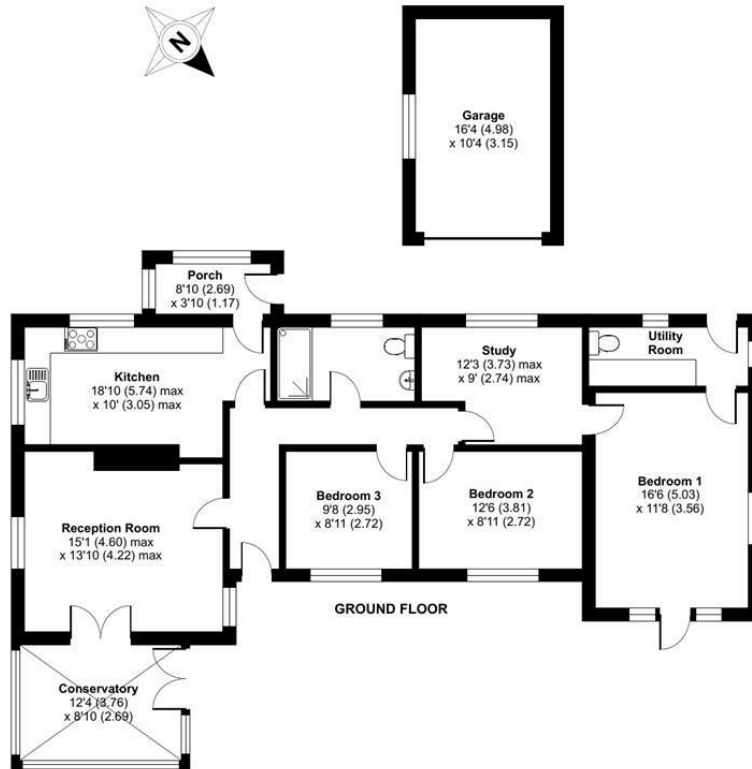 N
Garage
16'4 (4.98)
x 10'4 (3.15)
Porch
8'10 (2.69)
x 3'10 (1.17)
Kitchen
18'10 (5.74) max
x 10' (3.05) max
Study
12'3 (3.73) max
x 9' (2.74) max
Utility
Room
Reception Room
15'1 (4.60) max
x 13'10 (4.22) max
Bedroom 3
9'8 (2.95)
x 8'11 (2.72)
Bedroom 2
12'6 (3.81)
x 8'11 (2.72)
Bedroom 1
16'6 (5.03)
x 11'8 (3.56)
GROUND FLOOR
Conservatory
12'4 (3.76)
x 8'10 (2.69)